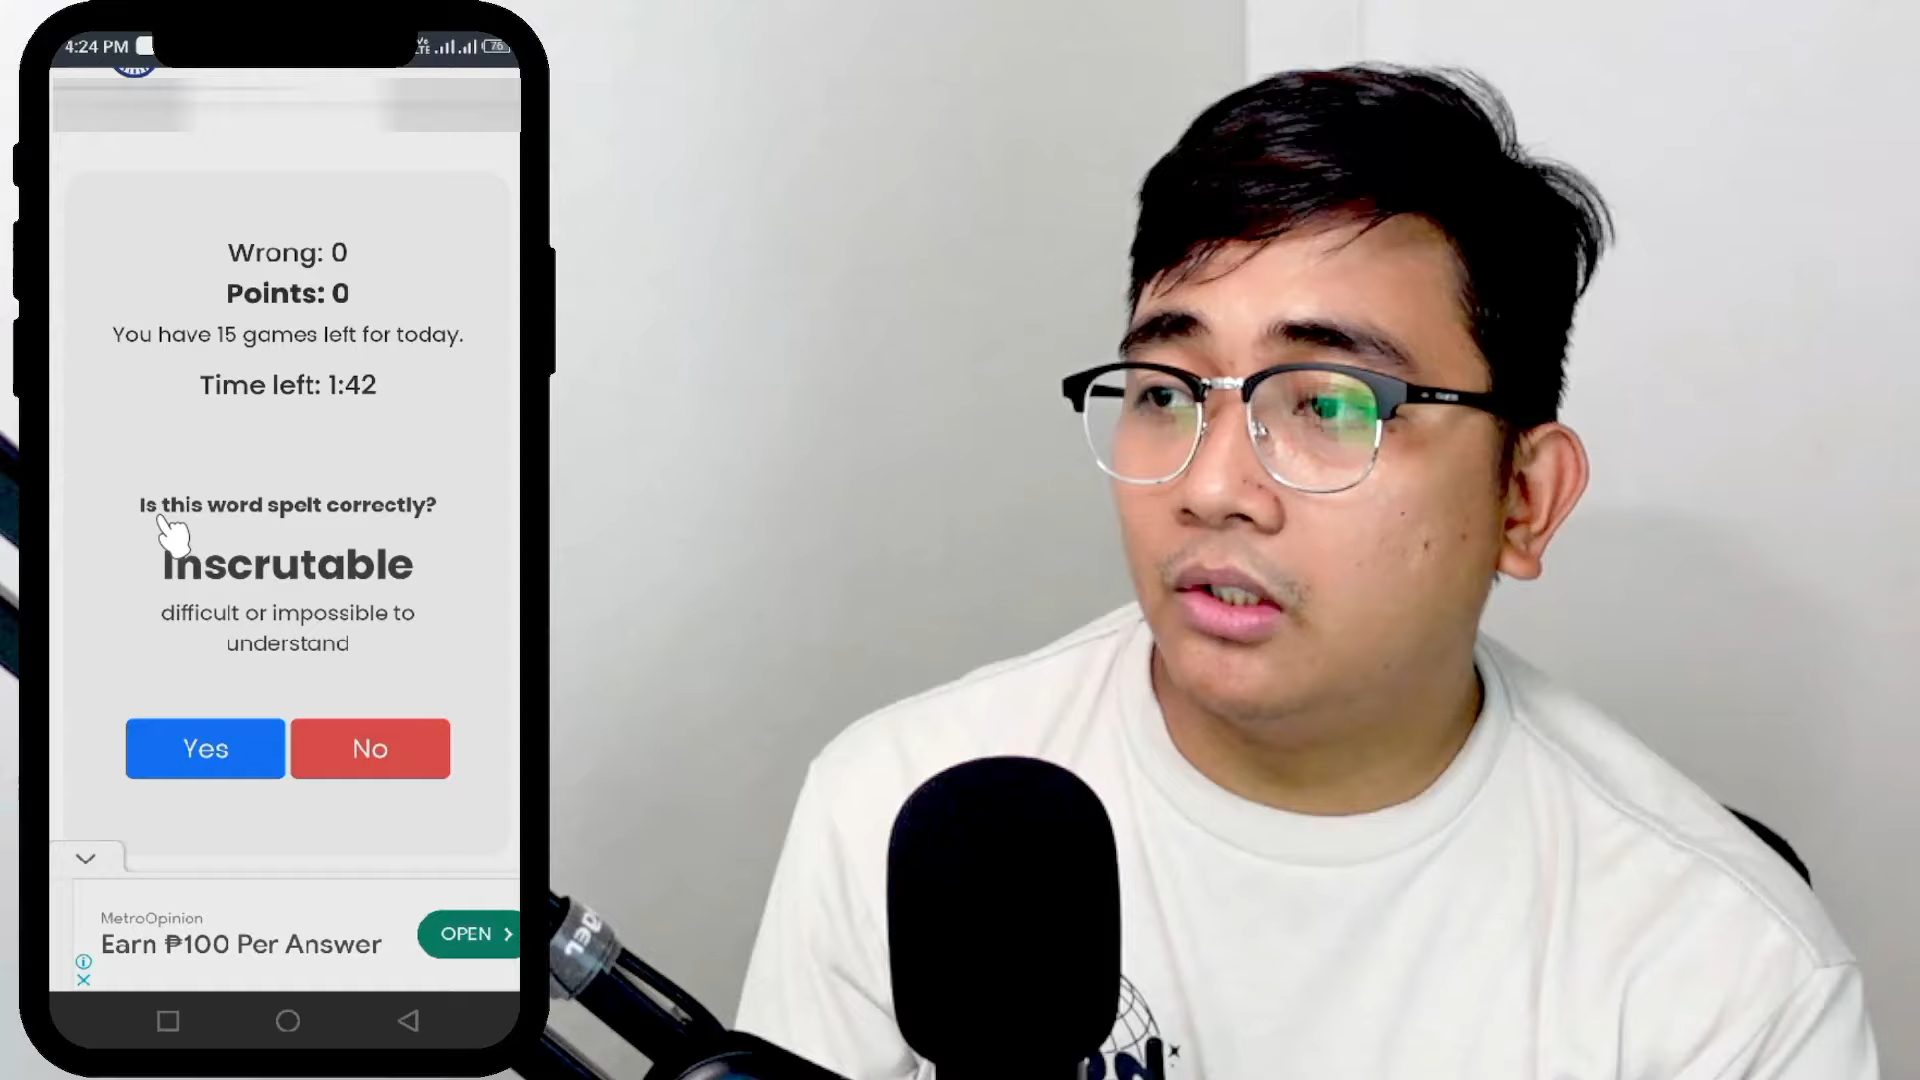 4:24 PM
76
Wrong: 0
Points: 0
You have 15 games left for today.
Time left: 1:42
Is this word spelt correctly?
Inscrutable
difficult or impossible to
understand
Yes
No
MetroOpinion
Earn ₱100 Per Answer
OPEN